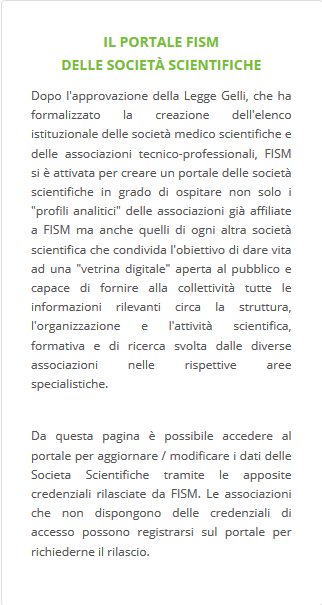 IL PORTALE FISM
DELLE SOCIETÀ SCIENTIFICHE
Dopo l'approvazione della Legge Gelli, che ha
formalizzato la creazione dell'elenco
istituzionale delle società medico scientifiche e
delle associazioni tecnico-professionali, FISM
si è attivata per creare un portale delle società
scientifiche in grado di ospitare non solo i
"profili analitici" delle associazioni già affiliate
a FISM ma anche quelli di ogni altra società
scientifica che condivida l'obiettivo di dare vita
ad una "vetrina digitale" aperta al pubblico e
capace di fornire alla collettività tutte le
informazioni rilevanti circa la struttura,
l'organizzazione e l'attività scientifica,
formativa e di ricerca svolta dalle diverse
associazioni nelle rispettive aree
specialistiche.
Da questa pagina è possibile accedere al
portale per aggiornare / modificare i dati delle
Societa Scientifiche tramite le apposite
credenziali rilasciate da FISM. Le associazioni
che non dispongono delle credenziali di
accesso possono registrarsi sul portale per
richiederne il rilascio.